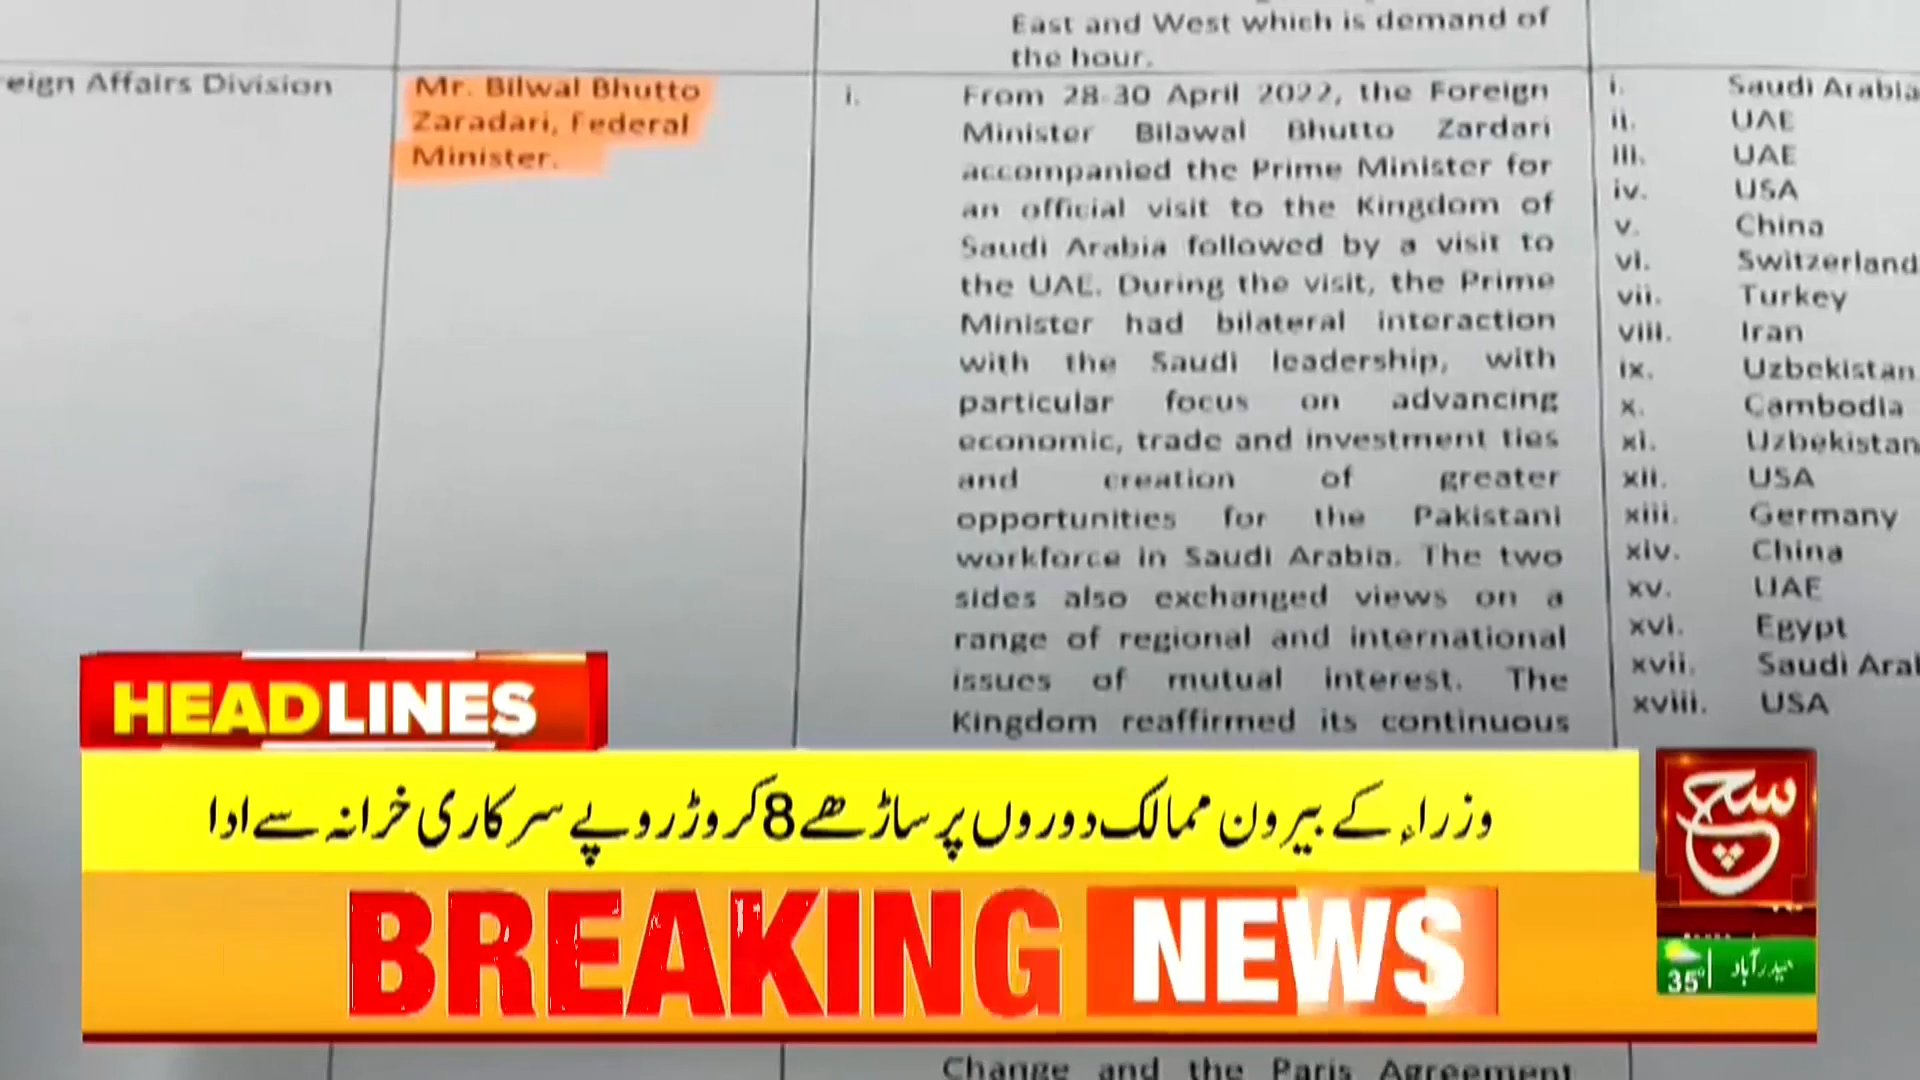 East and West which is demand of
the hour.
eign Affairs Division
Mr. Bilwal Bhutto
Zaradari, Federal
Minister.
i.
From 28-30 April 2022, the Foreign
Minister Bilawal Bhutto Zardari
accompanied the Prime Minister for
an official visit to the Kingdom of
Saudi Arabia followed by a visit to
the UAE. During the visit, the Prime
Minister had bilateral interaction
with the Saudi leadership, with
particular focus on advancing
economic, trade and investment ties
and creation of greater
opportunities for the Pakistani
workforce in Saudi Arabia. The two
sides also exchanged views on a
range of regional and international
issues of mutual interest. The
Kingdom reaffirmed its continuous
i. Saudi Arabia
ii. UAE
iii. UAE
iv. USA
v. China
vi. Switzerland
vii. Turkey
viii. Iran
ix. Uzbekistan
x. Cambodia
xi. Uzbekistan
xii. USA
xiii. Germany
xiv. China
xv. UAE
xvi. Egypt
xvii. Saudi Arab
xviii. USA
HEADLINES
وزراء کے بیرون ممالک دوروں پر ساڑھے 8 کروڑ روپے سرکاری خزانہ سے ادا
BREAKING NEWS
سچ
35° حیدرآباد
Change and the Paris Agreement